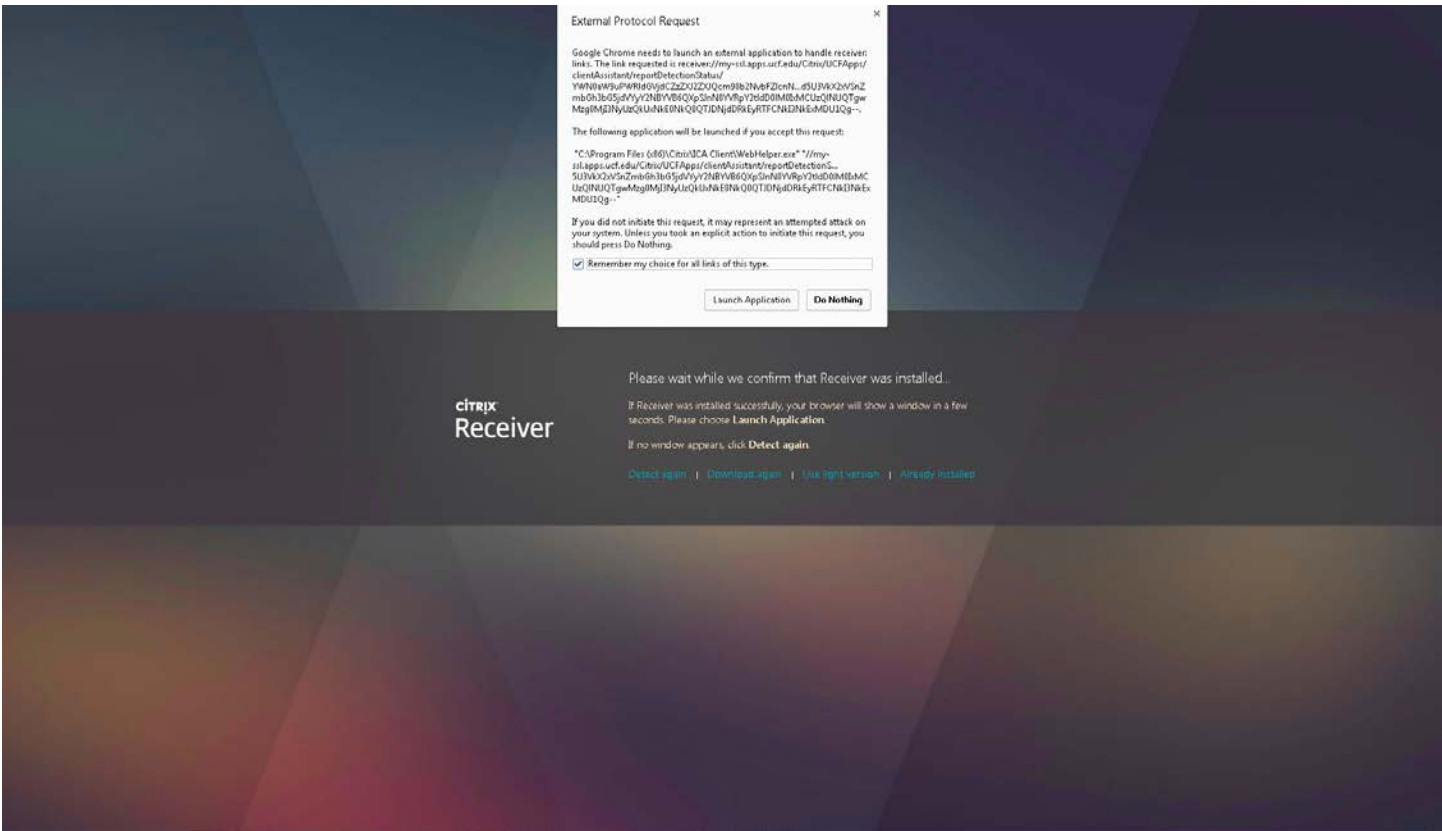 External Protocol Request
×
Google Chrome needs to launch an external application to handle receiver:
links. The link requested is receiver://my-ssl.apps.ucf.edu/Citrix/UCFApps/
clientAssistant/reportDetectionStatus/
The following application will be launched if you accept this request:
"C:\Program Files (x86)\Citrix\ICA Client\WebHelper.exe" "//my-
ssl.apps.ucf.edu/Citrix/UCFApps/clientAssistant/reportDetectionS...
If you did not initiate this request, it may represent an attempted attack on
your system. Unless you took an explicit action to initiate this request, you
should press Do Nothing.
Remember my choice for all links of this type.
Launch Application
Do Nothing
Please wait while we confirm that Receiver was installed...
CITRIX
Receiver
If Receiver was installed successfully, your browser will show a window in a few
seconds. Please choose Launch Application.
If no window appears, click Detect again.
Detect again | Download again | Use light version | Already installed